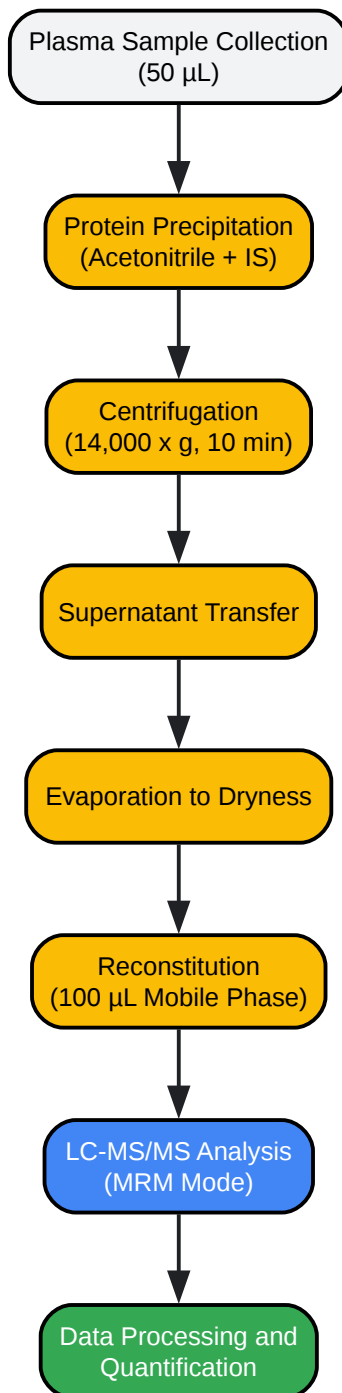 Plasma Sample Collection
(50 µL)
Protein Precipitation
(Acetonitrile + IS)
Centrifugation
(14,000 x g, 10 min)
Supernatant Transfer
Evaporation to Dryness
Reconstitution
(100 µL Mobile Phase)
LC-MS/MS Analysis
(MRM Mode)
Data Processing and
Quantification